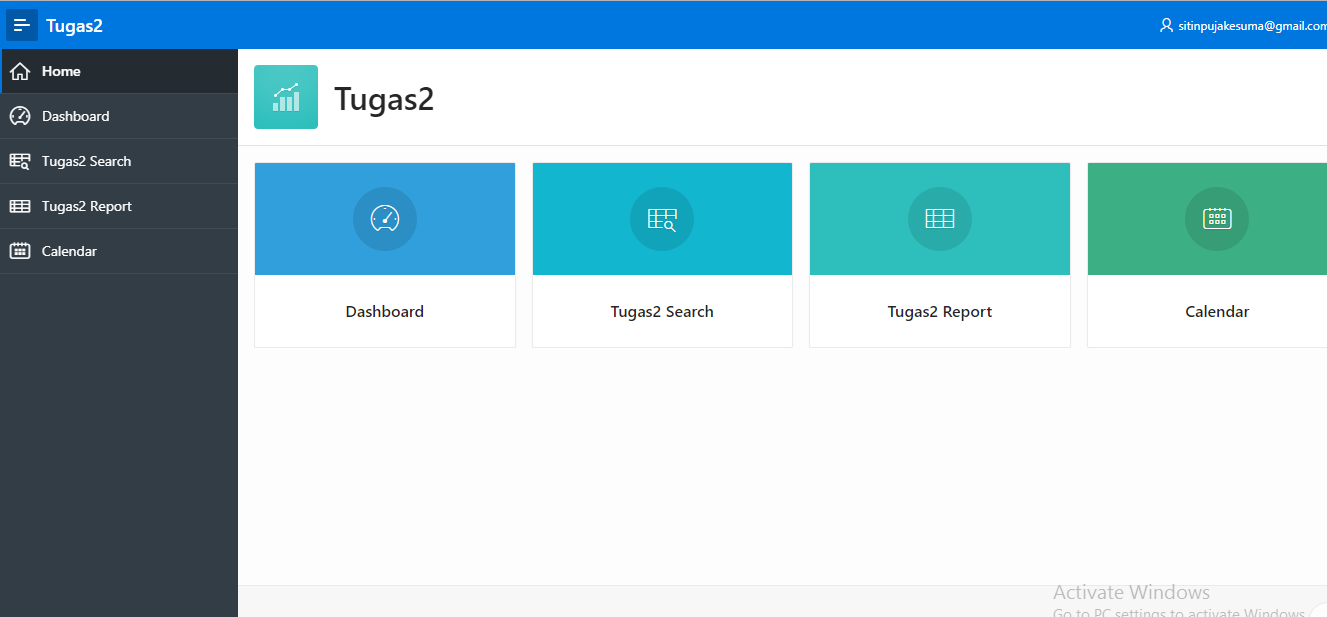 Tugas2
sitinpujakesuma@gmail.com
Home
Dashboard
Tugas2 Search
Tugas2 Report
Calendar
Tugas2
Dashboard
Tugas2 Search
Tugas2 Report
Calendar
Activate Windows
Go to PC settings to activate Windows.